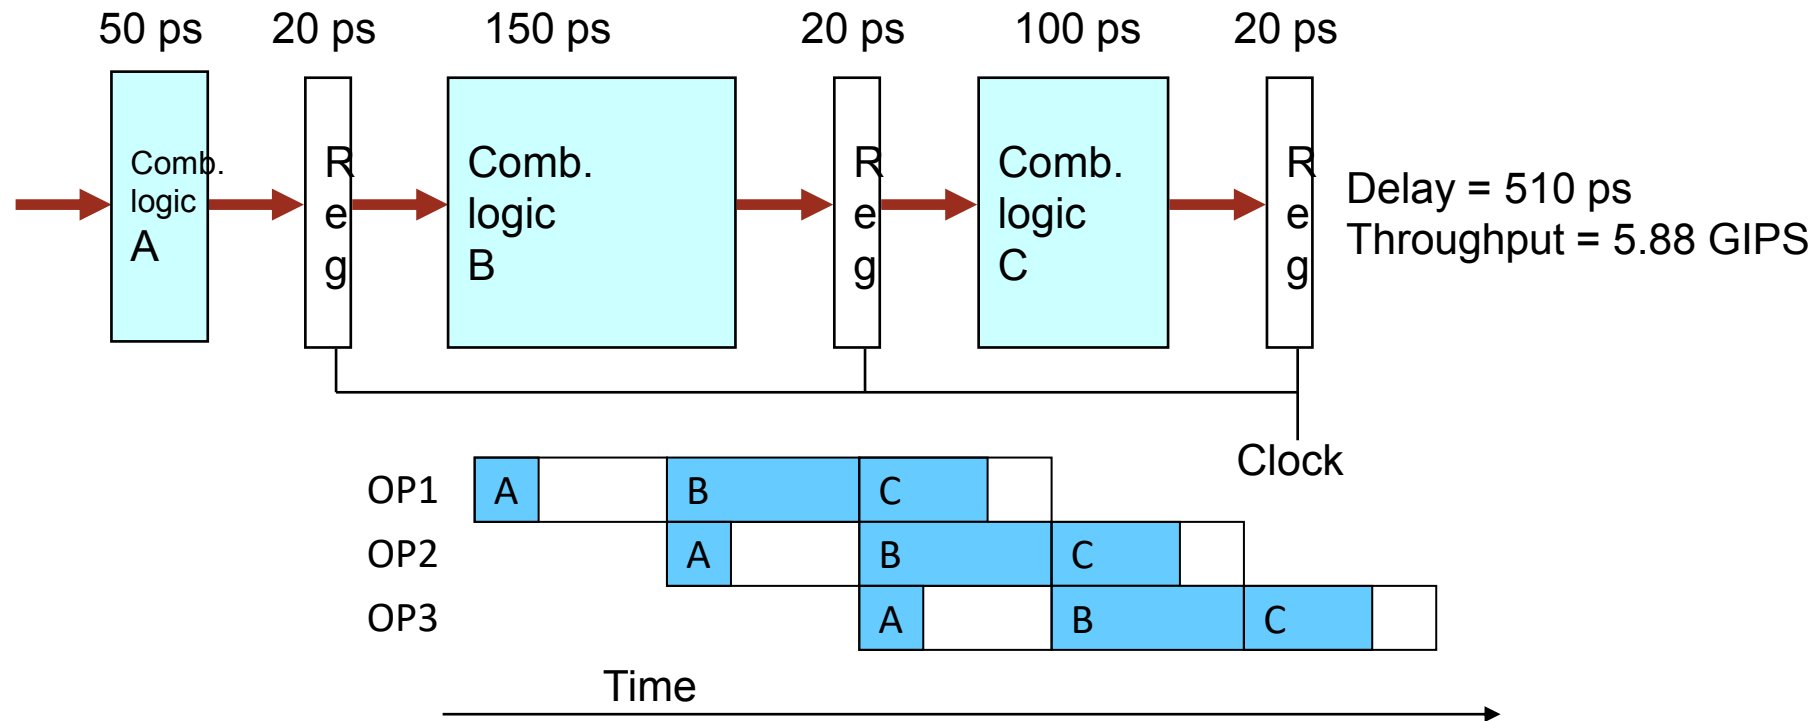 50 ps 20 ps 150 ps 20 ps 100 ps 20 ps
Comb.
logic
A
R
e
g
Comb.
logic
B
R
e
g
Comb.
logic
C
R
e
g
Delay = 510 ps
Throughput = 5.88 GIPS
Clock
OP1 A B C
OP2 A B C
OP3 A B C
Time